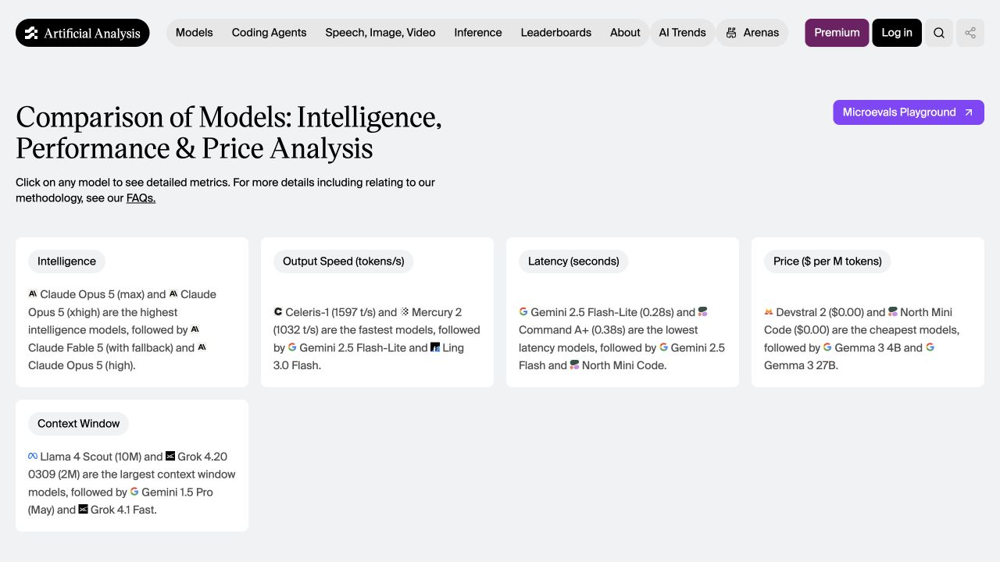 Artificial Analysis
Models
Coding Agents
Speech, Image, Video
Inference
Leaderboards
About
AI Trends
Arenas
Premium
Log in
Comparison of Models: Intelligence,
Performance & Price Analysis
Microevals Playground
Click on any model to see detailed metrics. For more details including relating to our
methodology, see our FAQs.
Intelligence
Claude Opus 5 (max) and Claude
Opus 5 (xhigh) are the highest
intelligence models, followed by
Claude Fable 5 (with fallback) and
Claude Opus 5 (high).
Output Speed (tokens/s)
Celeris-1 (1597 t/s) and Mercury 2
(1032 t/s) are the fastest models, followed
by Gemini 2.5 Flash-Lite and Ling
3.0 Flash.
Latency (seconds)
Gemini 2.5 Flash-Lite (0.28s) and
Command A+ (0.38s) are the lowest
latency models, followed by Gemini 2.5
Flash and North Mini Code.
Price ($ per M tokens)
Devstral 2 ($0.00) and North Mini
Code ($0.00) are the cheapest models,
followed by Gemma 3 4B and
Gemma 3 27B.
Context Window
Llama 4 Scout (10M) and Grok 4.20
0309 (2M) are the largest context window
models, followed by Gemini 1.5 Pro
(May) and Grok 4.1 Fast.